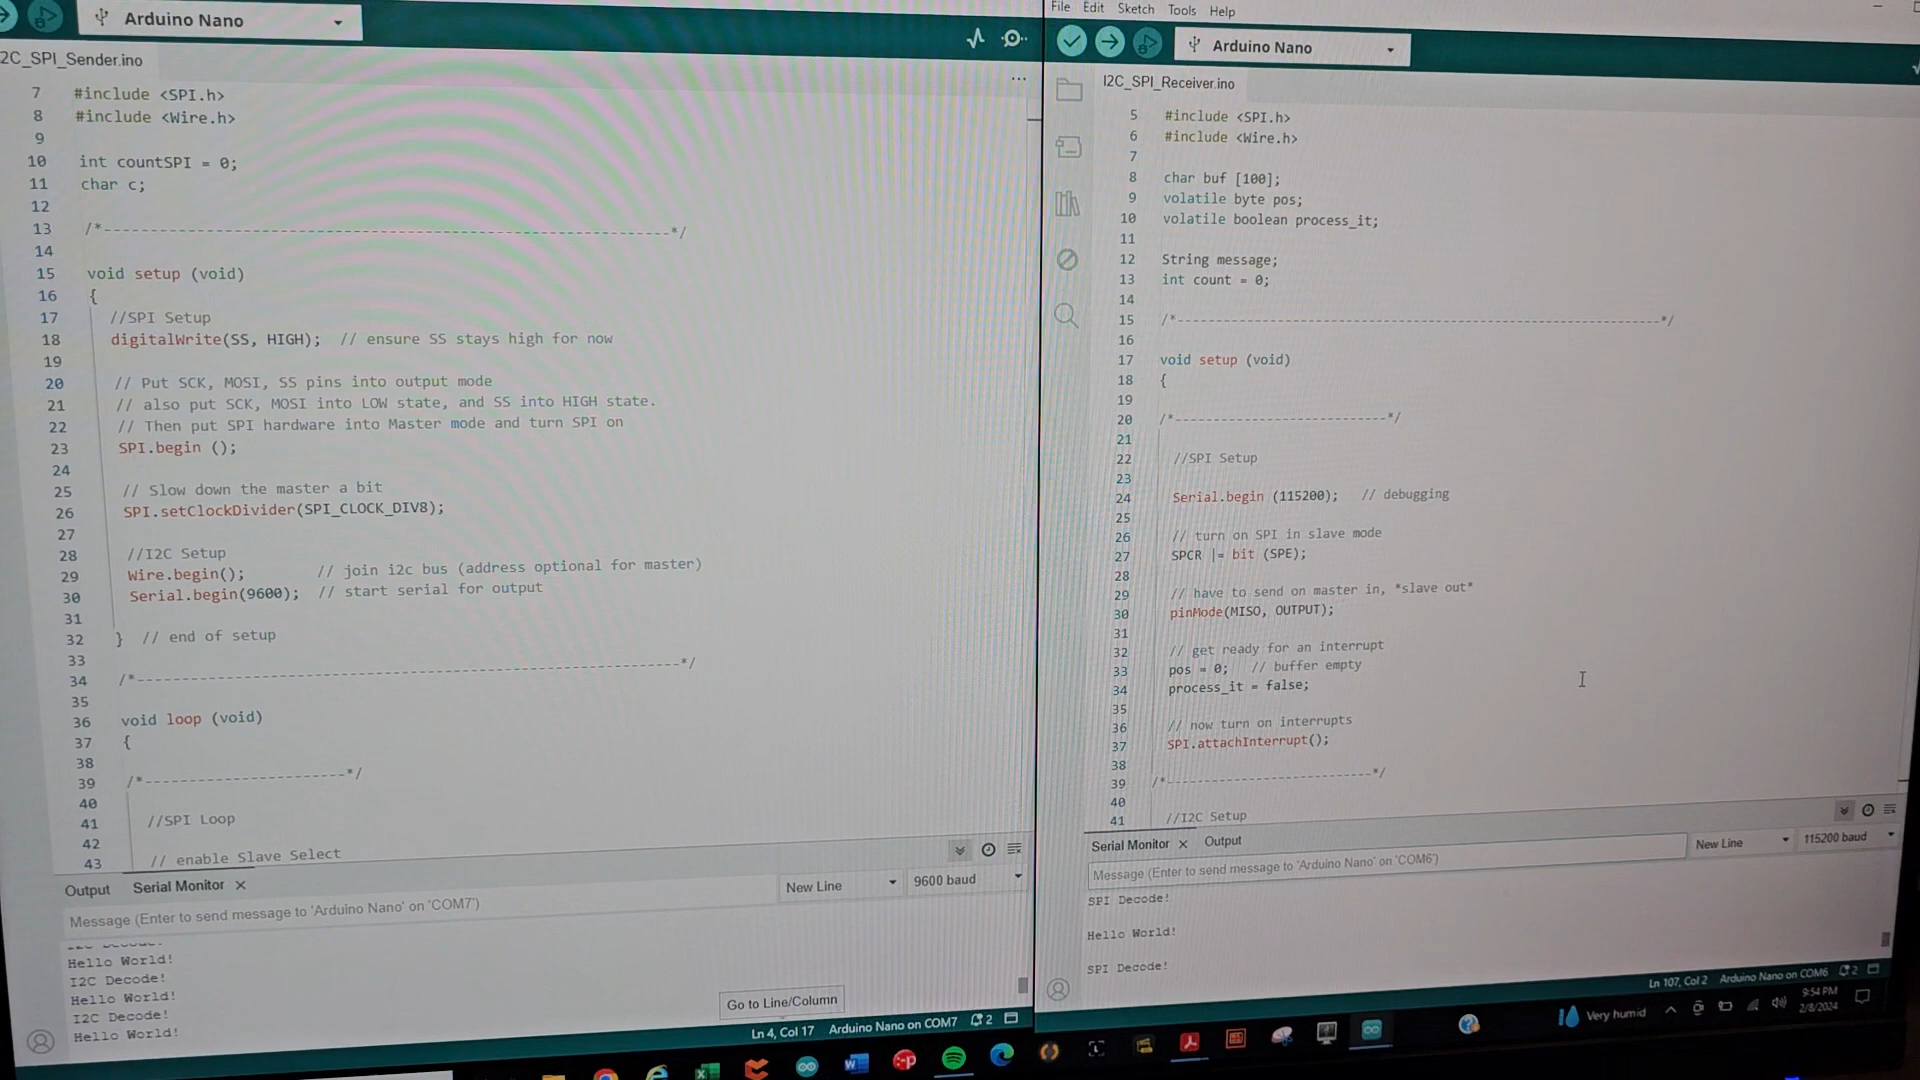 Arduino Nano
2C_SPI_Sender.ino
7 #include <SPI.h>
8 #include <Wire.h>
9
10 int countSPI = 0;
11 char c;
12
13 /*---------------------------------------------------------------*/
14
15 void setup (void)
16 {
17 //SPI Setup
18 digitalWrite(SS, HIGH); // ensure SS stays high for now
19
20 // Put SCK, MOSI, SS pins into output mode
21 // also put SCK, MOSI into LOW state, and SS into HIGH state.
22 // Then put SPI hardware into Master mode and turn SPI on
23 SPI.begin ();
24
25 // Slow down the master a bit
26 SPI.setClockDivider(SPI_CLOCK_DIV8);
27
28 //I2C Setup
29 Wire.begin(); // join i2c bus (address optional for master)
30 Serial.begin(9600); // start serial for output
31
32 } // end of setup
33
34 /*-------------------------------------------------------------*/
35
36 void loop (void)
37 {
38
39 /*----------------------*/
40
41 //SPI Loop
42
43 // enable Slave Select
Output Serial Monitor ×
New Line 9600 baud
Message (Enter to send message to 'Arduino Nano' on 'COM7')
Hello World!
I2C Decode!
Hello World!
I2C Decode!
Hello World!
Go to Line/Column
Ln 4, Col 17 Arduino Nano on COM7 2
File Edit Sketch Tools Help
Arduino Nano
I2C_SPI_Receiver.ino
5 #include <SPI.h>
6 #include <Wire.h>
7
8 char buf [100];
9 volatile byte pos;
10 volatile boolean process_it;
11
12 String message;
13 int count = 0;
14
15 /*-------------------------------------------------------------*/
16
17 void setup (void)
18 {
19
20 /*---------------------------*/
21
22 //SPI Setup
23
24 Serial.begin (115200); // debugging
25
26 // turn on SPI in slave mode
27 SPCR |= bit (SPE);
28
29 // have to send on master in, *slave out*
30 pinMode(MISO, OUTPUT);
31
32 // get ready for an interrupt
33 pos = 0; // buffer empty
34 process_it = false;
35
36 // now turn on interrupts
37 SPI.attachInterrupt();
38
39 /*---------------------------*/
40
41 //I2C Setup
Serial Monitor × Output
New Line 115200 baud
Message (Enter to send message to 'Arduino Nano' on 'COM6')
SPI Decode!
Hello World!
SPI Decode!
Ln 107, Col 2 Arduino Nano on COM6 2
Very humid
9:54 PM
2/8/2024